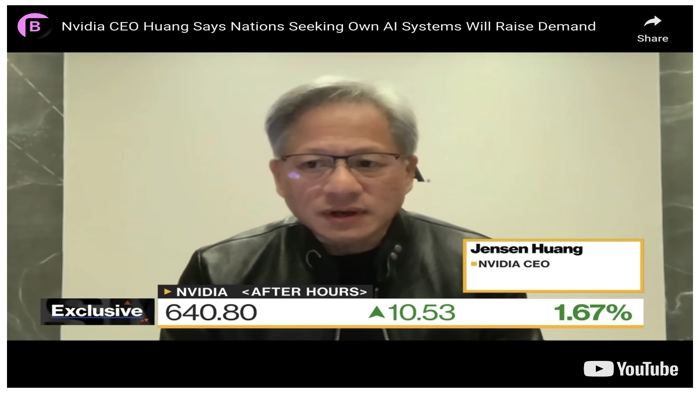 B
Nvidia CEO Huang Says Nations Seeking Own AI Systems Will Raise Demand
Share
Jensen Huang
NVIDIA CEO
NVIDIA <AFTER HOURS>
Exclusive
640.80 ▲10.53 1.67%
YouTube